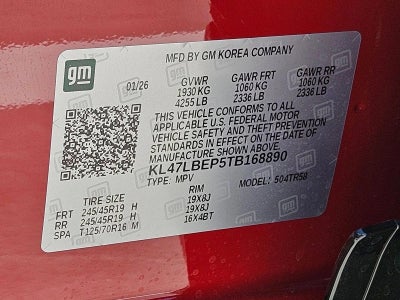 gm
MFD BY GM KOREA COMPANY
01/26
GVWR GAWR FRT GAWR RR
1930 KG 1060 KG 1060 KG
4255 LB 2336 LB 2336 LB
THIS VEHICLE CONFORMS TO ALL
APPLICABLE U.S. FEDERAL MOTOR
VEHICLE SAFETY AND THEFT PREVENTION
STANDARDS IN EFFECT ON THE DATE OF
MANUFACTURE SHOWN ABOVE.
KL47LBEP5TB168890
TYPE: MPV MODEL: 504TR58
TIRE SIZE RIM
FRT 245/45R19 H 19X8J
RR 245/45R19 H 19X8J
SPA T125/70R16 M 16X4BT